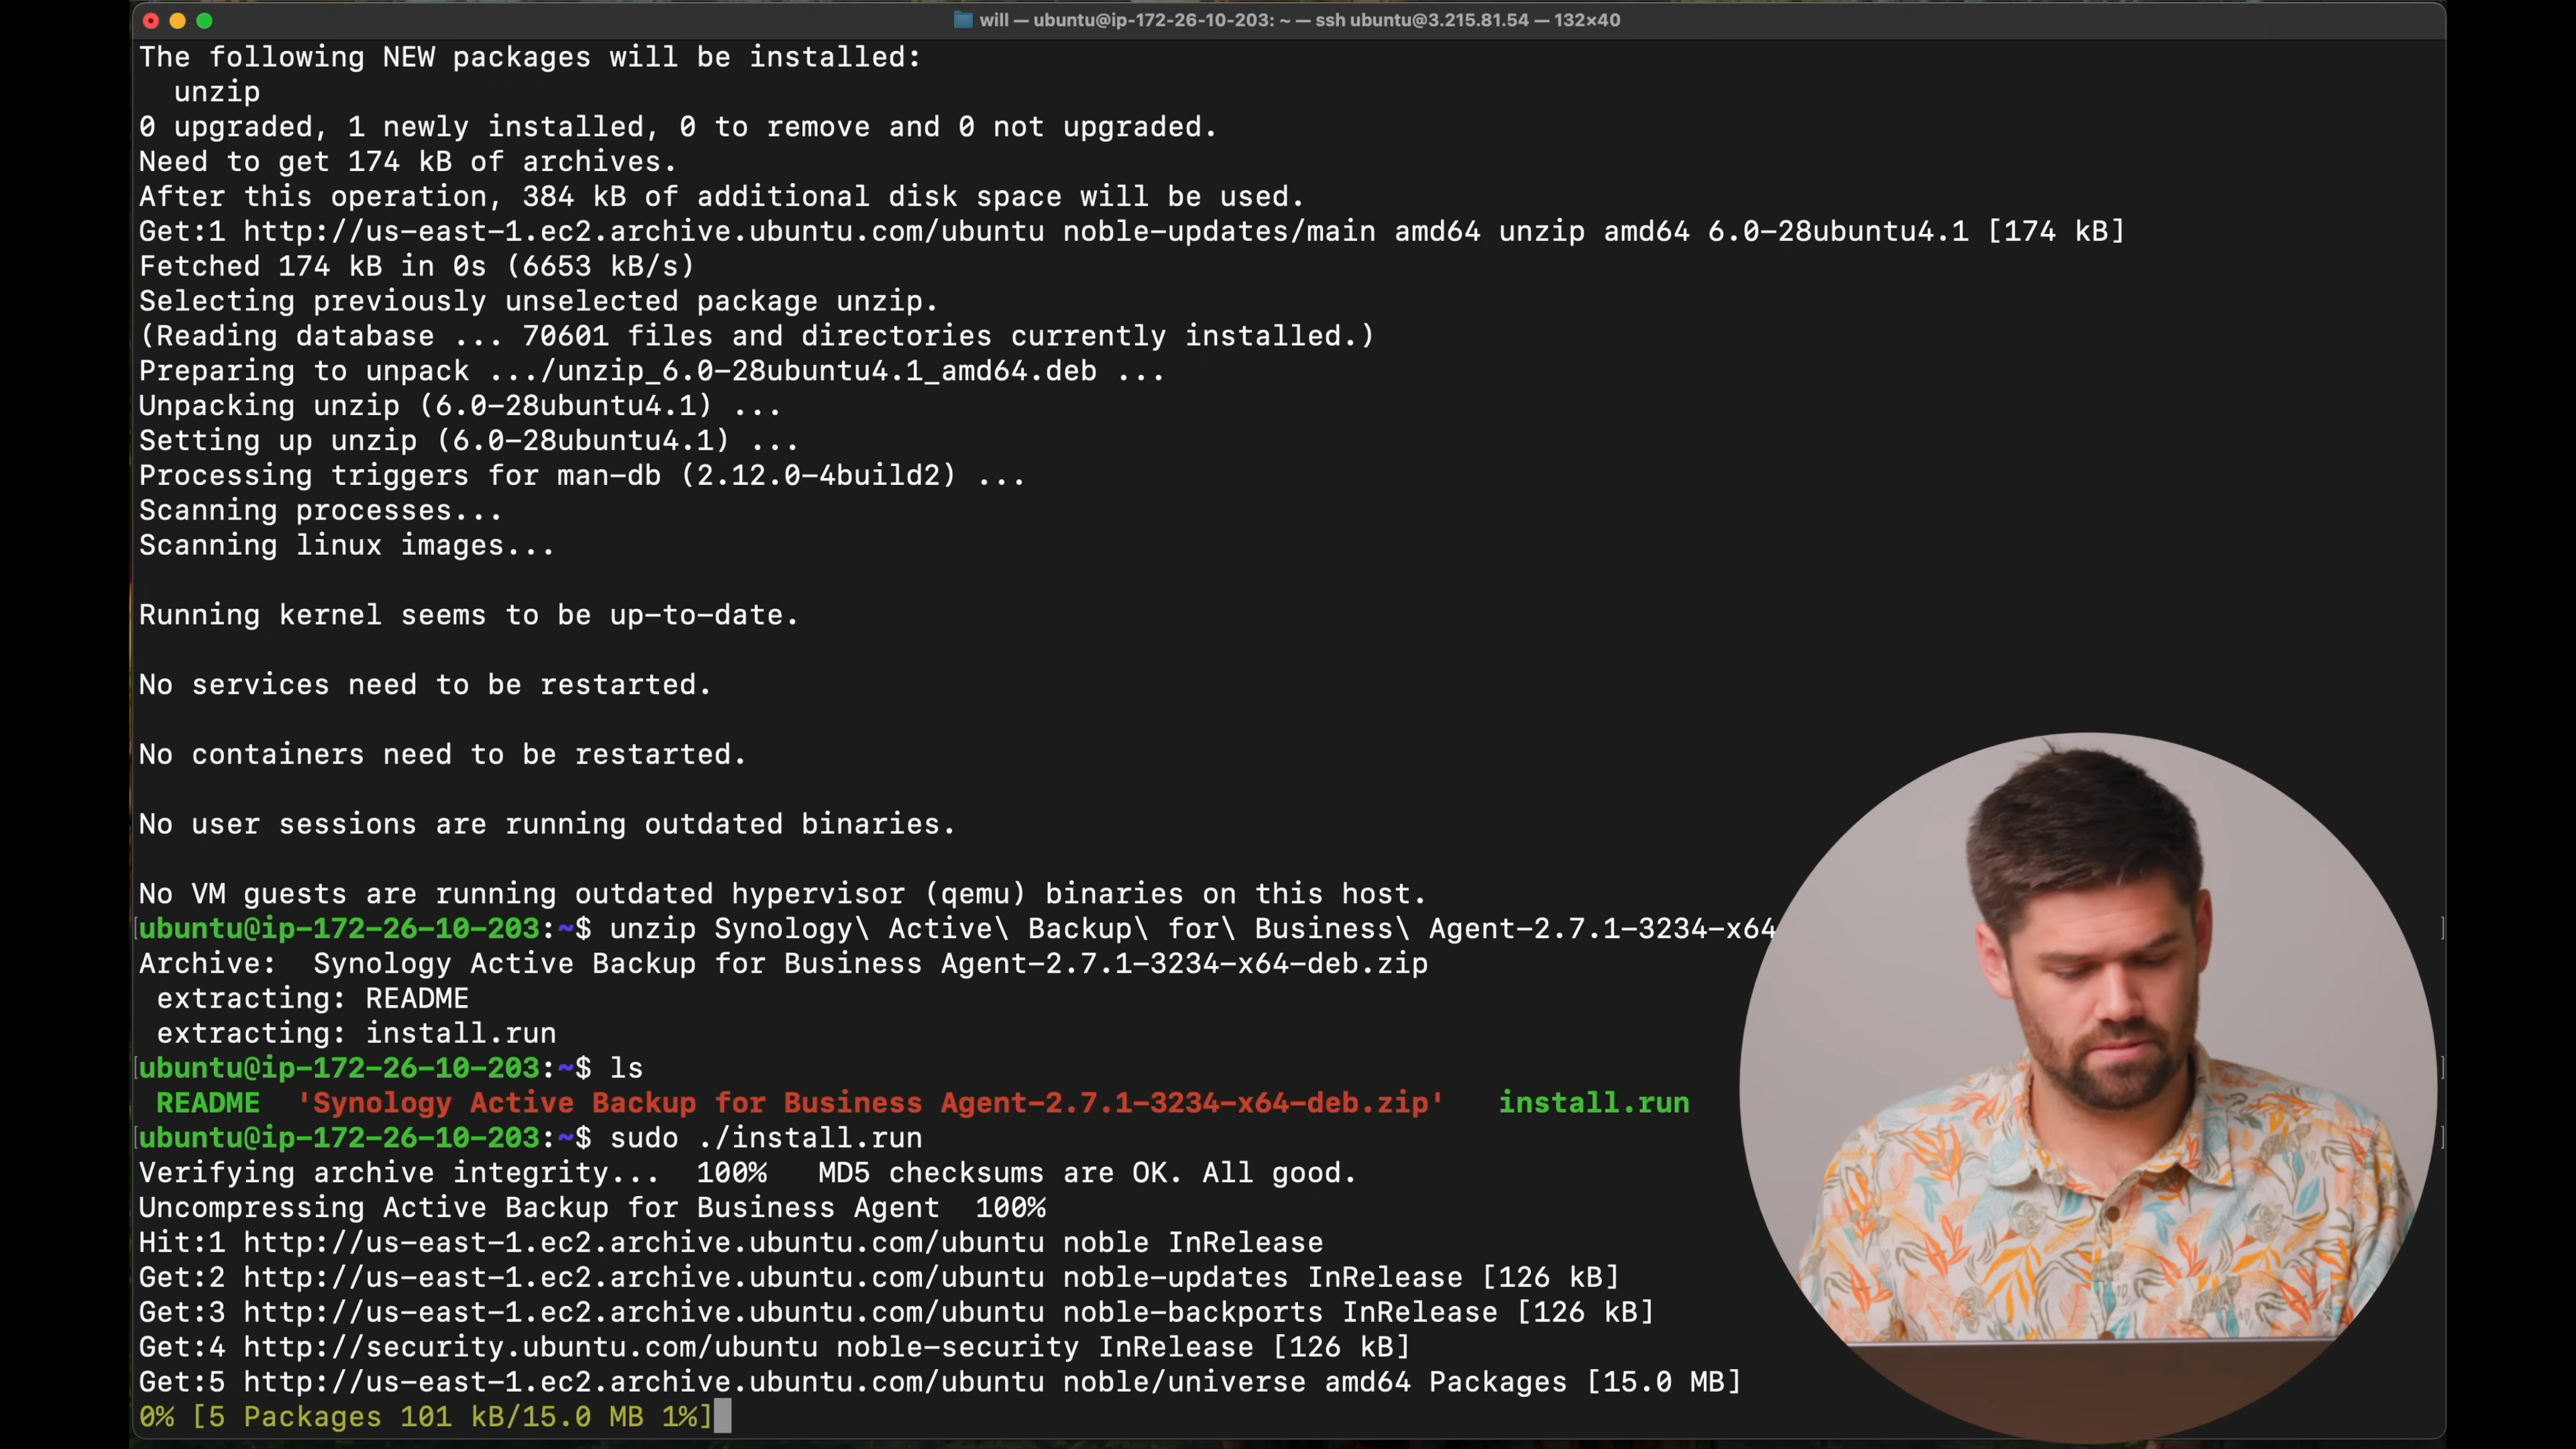 will — ubuntu@ip-172-26-10-203: ~ — ssh ubuntu@3.215.81.54 — 132×40
The following NEW packages will be installed:
  unzip
0 upgraded, 1 newly installed, 0 to remove and 0 not upgraded.
Need to get 174 kB of archives.
After this operation, 384 kB of additional disk space will be used.
Get:1 http://us-east-1.ec2.archive.ubuntu.com/ubuntu noble-updates/main amd64 unzip amd64 6.0-28ubuntu4.1 [174 kB]
Fetched 174 kB in 0s (6653 kB/s)
Selecting previously unselected package unzip.
(Reading database ... 70601 files and directories currently installed.)
Preparing to unpack .../unzip_6.0-28ubuntu4.1_amd64.deb ...
Unpacking unzip (6.0-28ubuntu4.1) ...
Setting up unzip (6.0-28ubuntu4.1) ...
Processing triggers for man-db (2.12.0-4build2) ...
Scanning processes...
Scanning linux images...
Running kernel seems to be up-to-date.
No services need to be restarted.
No containers need to be restarted.
No user sessions are running outdated binaries.
No VM guests are running outdated hypervisor (qemu) binaries on this host.
[ubuntu@ip-172-26-10-203:~$ unzip Synology\ Active\ Backup\ for\ Business\ Agent-2.7.1-3234-x64 ]
Archive:  Synology Active Backup for Business Agent-2.7.1-3234-x64-deb.zip
 extracting: README
 extracting: install.run
[ubuntu@ip-172-26-10-203:~$ ls ]
 README  'Synology Active Backup for Business Agent-2.7.1-3234-x64-deb.zip'   install.run
[ubuntu@ip-172-26-10-203:~$ sudo ./install.run ]
Verifying archive integrity...  100%   MD5 checksums are OK. All good.
Uncompressing Active Backup for Business Agent  100%
Hit:1 http://us-east-1.ec2.archive.ubuntu.com/ubuntu noble InRelease
Get:2 http://us-east-1.ec2.archive.ubuntu.com/ubuntu noble-updates InRelease [126 kB]
Get:3 http://us-east-1.ec2.archive.ubuntu.com/ubuntu noble-backports InRelease [126 kB]
Get:4 http://security.ubuntu.com/ubuntu noble-security InRelease [126 kB]
Get:5 http://us-east-1.ec2.archive.ubuntu.com/ubuntu noble/universe amd64 Packages [15.0 MB]
0% [5 Packages 101 kB/15.0 MB 1%]